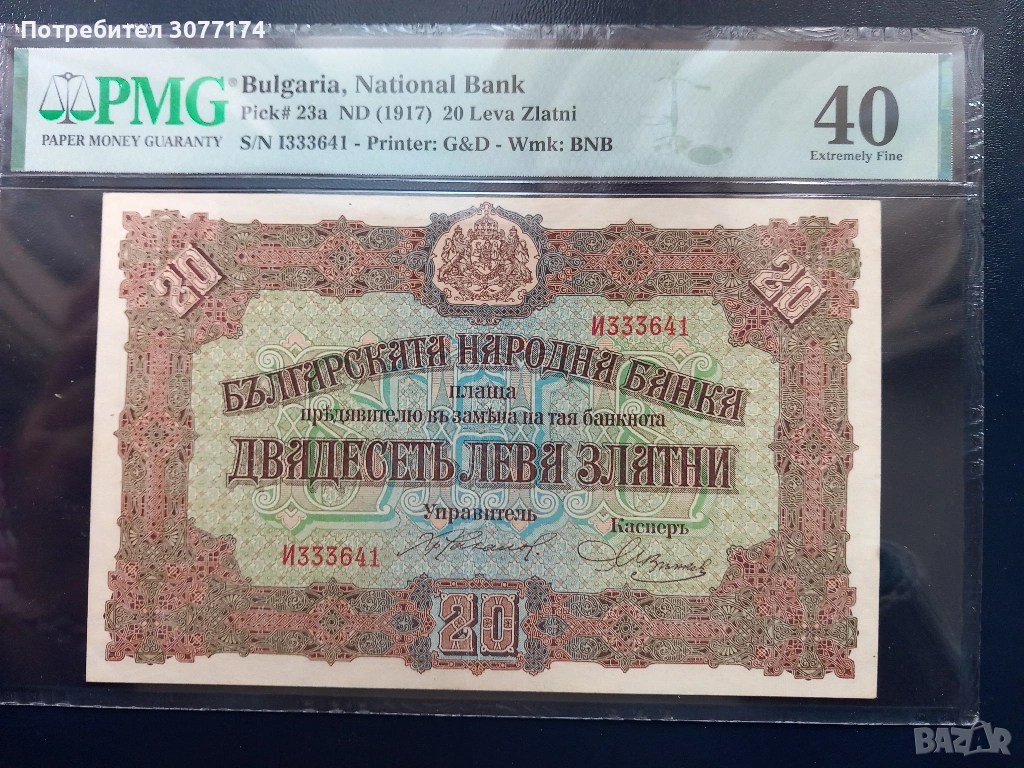 Потребител 3077174
PMG®
PAPER MONEY GUARANTY
Bulgaria, National Bank
Pick# 23a ND (1917) 20 Leva Zlatni
S/N I333641 - Printer: G&D - Wmk: BNB
40
Extremely Fine
20
20
И333641
БЪЛГАРСКАТА НАРОДНА БАНКА
плаща
прѣдявителю въ замѣна на тая банкнота
ДВАДЕСЕТЬ ЛЕВА ЗЛАТНИ
Управитель
Касиеръ
И333641
20
BAZAR